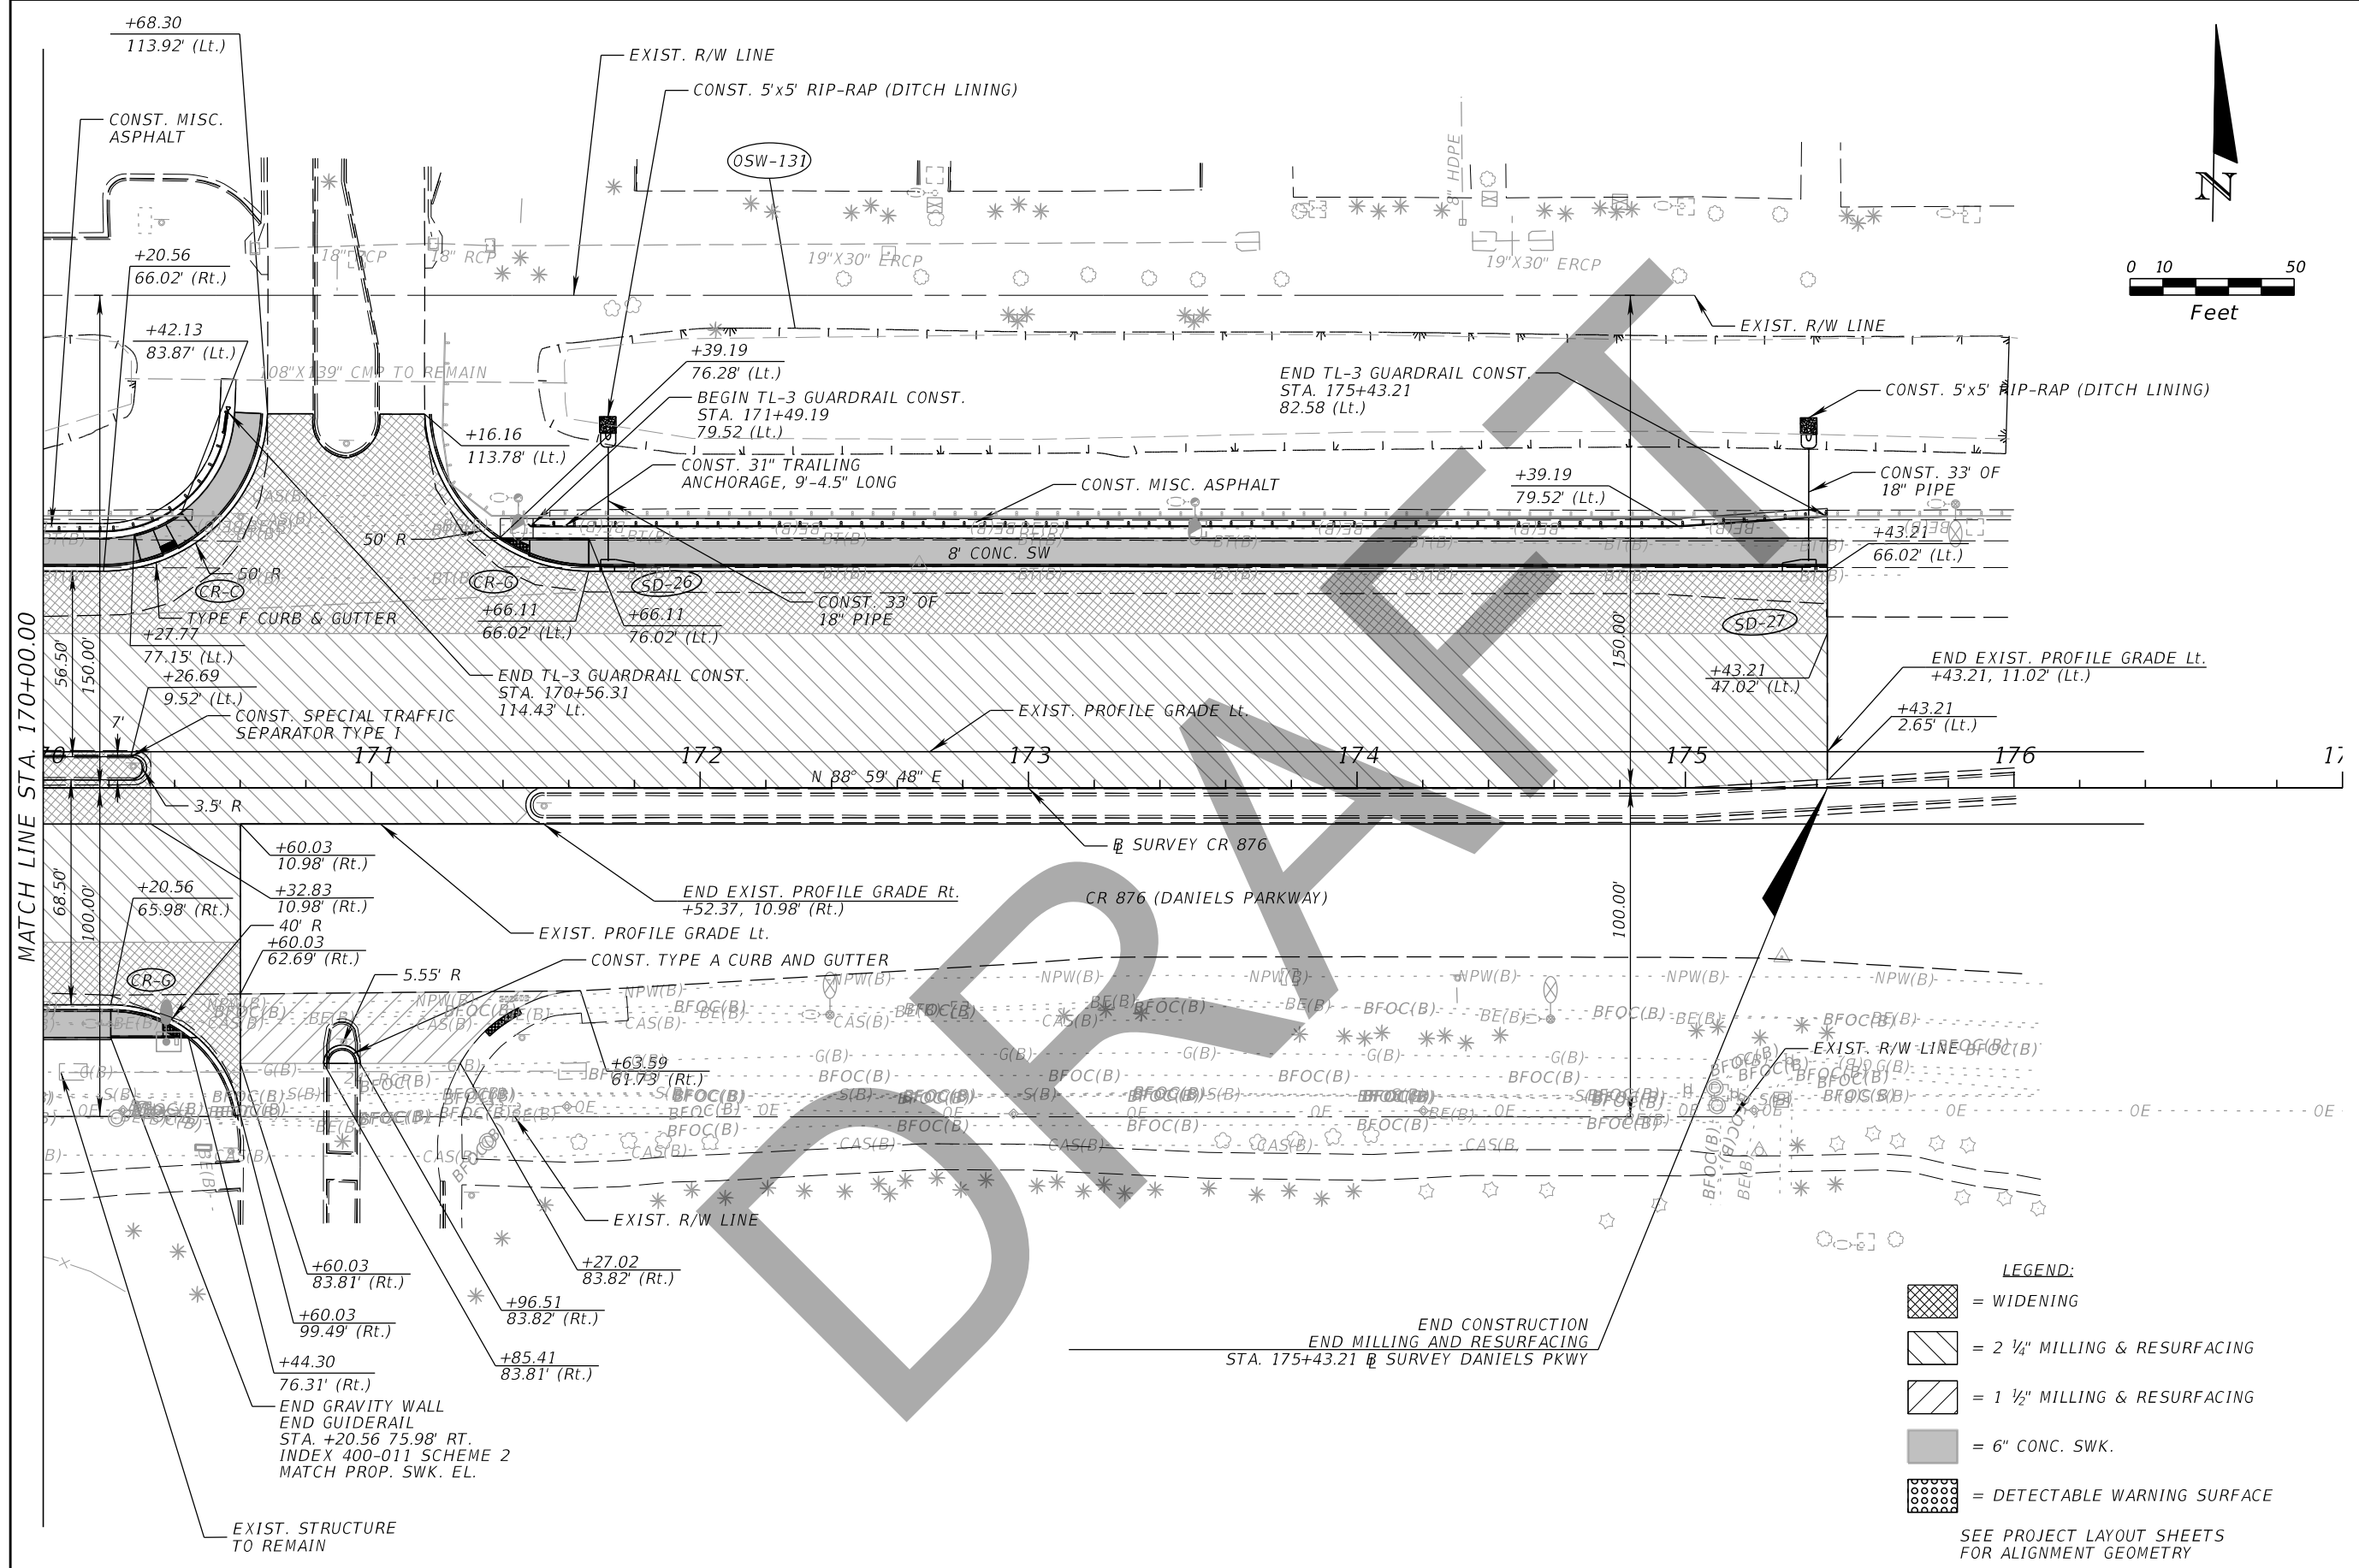 +68.30
113.92' (Lt.)
EXIST. R/W LINE
CONST. 5'x5' RIP-RAP (DITCH LINING)
CONST. MISC.
ASPHALT
OSW-131
8" HDPE
N
+20.56
66.02' (Rt.)
18" RCP
18" RCP
19"X30" ERCP
19"X30" ERCP
0 10 50
Feet
+42.13
83.87' (Lt.)
EXIST. R/W LINE
108"X139" CMP TO REMAIN
+39.19
76.28' (Lt.)
BEGIN TL-3 GUARDRAIL CONST.
STA. 171+49.19
79.52 (Lt.)
END TL-3 GUARDRAIL CONST.
STA. 175+43.21
82.58 (Lt.)
CONST. 5'x5' RIP-RAP (DITCH LINING)
+16.16
113.78' (Lt.)
CONST. 31" TRAILING
ANCHORAGE, 9'-4.5" LONG
CONST. MISC. ASPHALT
+39.19
79.52' (Lt.)
CONST. 33' OF
18" PIPE
50' R
8' CONC. SW
+43.21
66.02' (Lt.)
50' R
CR-C
CR-G
SD-26
TYPE F CURB & GUTTER
+66.11
66.02' (Lt.)
+66.11
76.02' (Lt.)
CONST. 33' OF
18" PIPE
SD-27
+27.77
77.15' (Lt.)
+26.69
9.52' (Lt.)
56.50'
150.00'
150.00'
END TL-3 GUARDRAIL CONST.
STA. 170+56.31
114.43' Lt.
+43.21
47.02' (Lt.)
END EXIST. PROFILE GRADE Lt.
+43.21, 11.02' (Lt.)
CONST. SPECIAL TRAFFIC
SEPARATOR TYPE I
7'
EXIST. PROFILE GRADE Lt.
+43.21
2.65' (Lt.)
MATCH LINE STA. 170+00.00
70 171 172 173 174 175 176 17
N 88° 59' 48" E
3.5' R
+60.03
10.98' (Rt.)
BL SURVEY CR 876
+20.56
65.98' (Rt.)
+32.83
10.98' (Rt.)
END EXIST. PROFILE GRADE Rt.
+52.37, 10.98' (Rt.)
CR 876 (DANIELS PARKWAY)
68.50'
100.00'
100.00'
40' R
+60.03
62.69' (Rt.)
EXIST. PROFILE GRADE Lt.
CONST. TYPE A CURB AND GUTTER
CR-G
5.55' R
+63.59
61.73' (Rt.)
EXIST. R/W LINE
EXIST. R/W LINE
+60.03
83.81' (Rt.)
+27.02
83.82' (Rt.)
+60.03
99.49' (Rt.)
+96.51
83.82' (Rt.)
+44.30
76.31' (Rt.)
+85.41
83.81' (Rt.)
END CONSTRUCTION
END MILLING AND RESURFACING
STA. 175+43.21 BL SURVEY DANIELS PKWY
END GRAVITY WALL
END GUIDERAIL
STA. +20.56 75.98' RT.
INDEX 400-011 SCHEME 2
MATCH PROP. SWK. EL.
EXIST. STRUCTURE
TO REMAIN
LEGEND:
= WIDENING
= 2 1/4" MILLING & RESURFACING
= 1 1/2" MILLING & RESURFACING
= 6" CONC. SWK.
= DETECTABLE WARNING SURFACE
SEE PROJECT LAYOUT SHEETS
FOR ALIGNMENT GEOMETRY
DRAFT